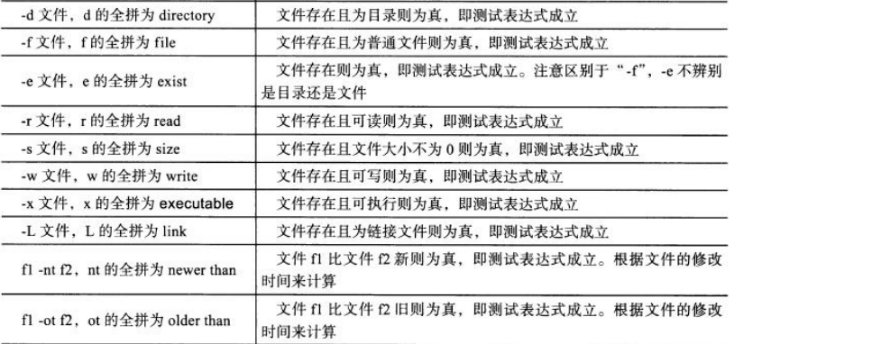 -d 文件，d 的全拼为 directory
文件存在且为目录则为真，即测试表达式成立
-f 文件，f 的全拼为 file
文件存在且为普通文件则为真，即测试表达式成立
-e 文件，e 的全拼为 exist
文件存在则为真，即测试表达式成立。注意区别于“-f”，-e 不辨别
是目录还是文件
-r 文件，r 的全拼为 read
文件存在且可读则为真，即测试表达式成立
-s 文件，s 的全拼为 size
文件存在且文件大小不为 0 则为真，即测试表达式成立
-w 文件，w 的全拼为 write
文件存在且可写则为真，即测试表达式成立
-x 文件，x 的全拼为 executable
文件存在且可执行则为真，即测试表达式成立
-L 文件，L 的全拼为 link
文件存在且为链接文件则为真，即测试表达式成立
f1 -nt f2，nt 的全拼为 newer than
文件 f1 比文件 f2 新则为真，即测试表达式成立。根据文件的修改
时间来计算
f1 -ot f2，ot 的全拼为 older than
文件 f1 比文件 f2 旧则为真，即测试表达式成立。根据文件的修改
时间来计算